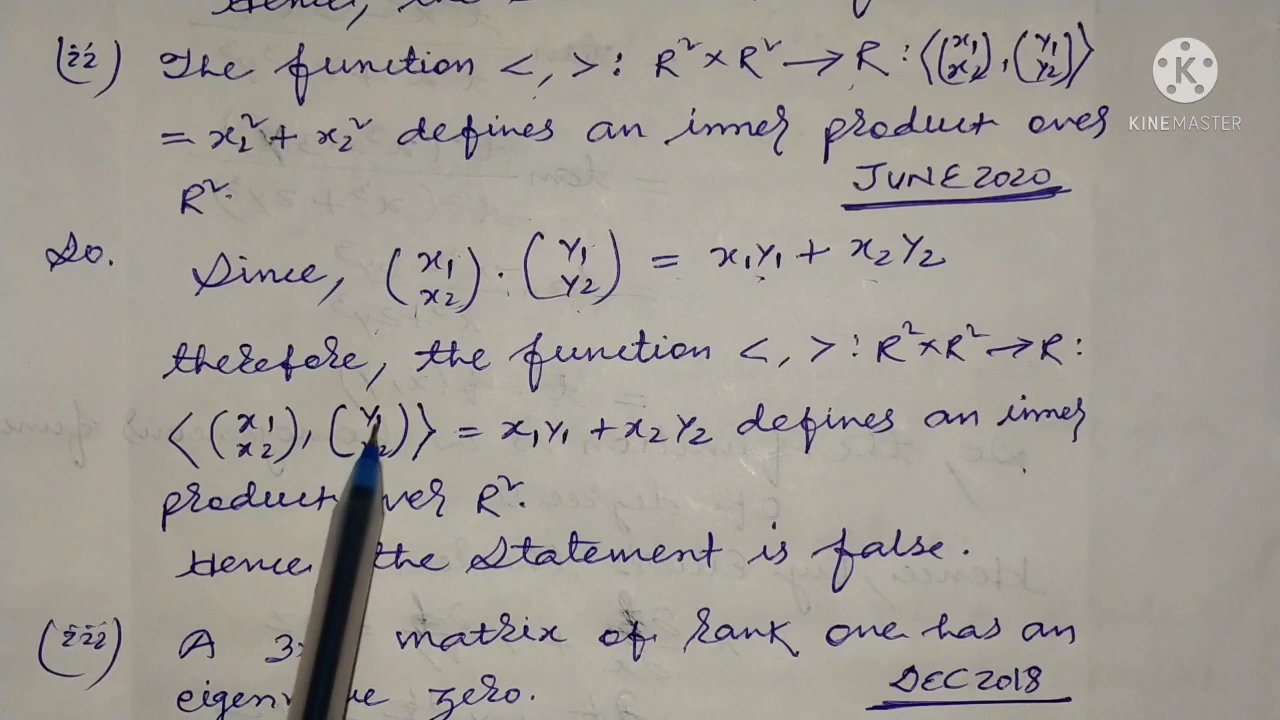 (ii) The function <,>: R² × R² → R : ⟨(x₁ x₂), (y₁ y₂)⟩
KINEMASTER
= x₁² + x₂² defines an inner product over
R².
JUNE 2020
So.
Since, (x₁ x₂) · (y₁ y₂) = x₁y₁ + x₂y₂
therefore, the function <,>: R² × R² → R :
⟨(x₁ x₂), (y₁ )⟩ = x₁y₁ + x₂y₂ defines an inner
product over R².
Hence the statement is false.
(iii) A 3 matrix of rank one has an
zero.
DEC 2018